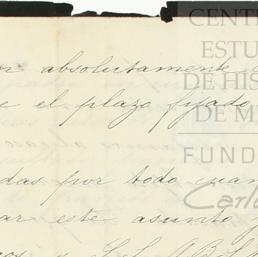 absolutamente
el plazo fijado
das por todo cuan
ar este asunto y
CENT
ESTU
DE HIS
DE M
FUND
Carlo